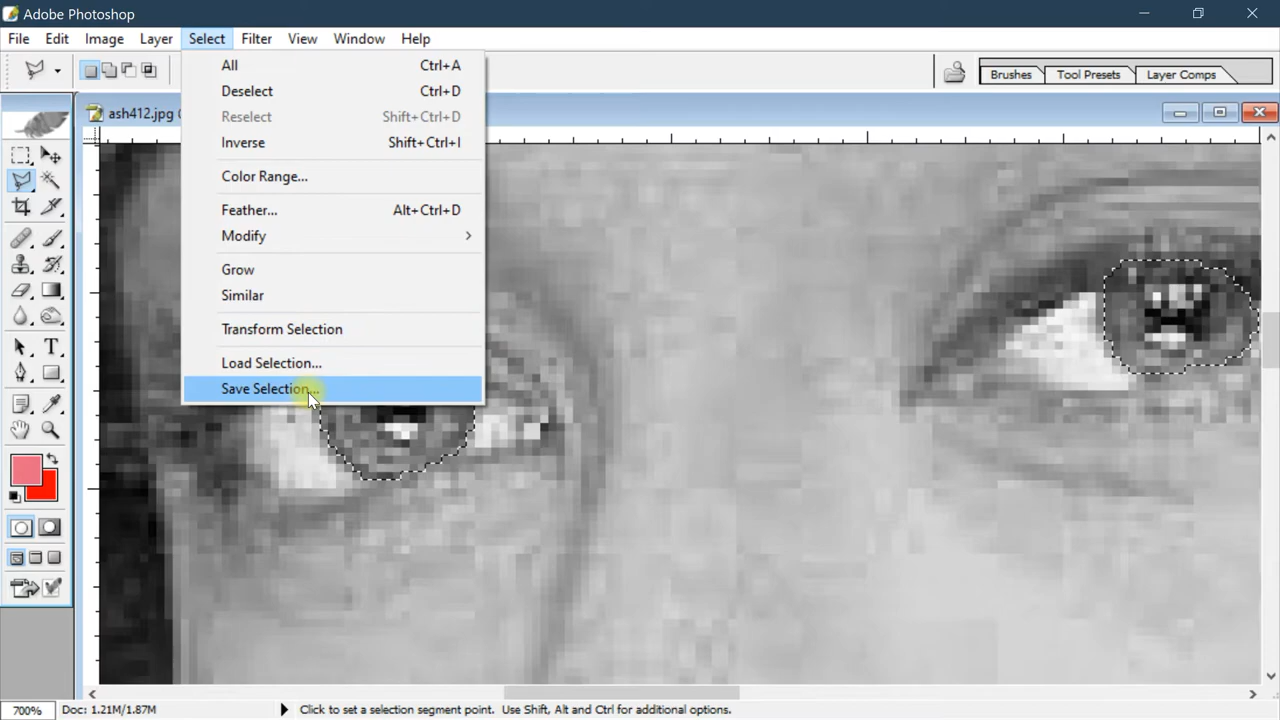 Adobe Photoshop
File Edit Image Layer Select Filter View Window Help
Brushes Tool Presets Layer Comps
ash412.jpg
All Ctrl+A
Deselect Ctrl+D
Reselect Shift+Ctrl+D
Inverse Shift+Ctrl+I
Color Range...
Feather... Alt+Ctrl+D
Modify
Grow
Similar
Transform Selection
Load Selection...
Save Selection...
700% Doc: 1.21M/1.87M Click to set a selection segment point. Use Shift, Alt and Ctrl for additional options.